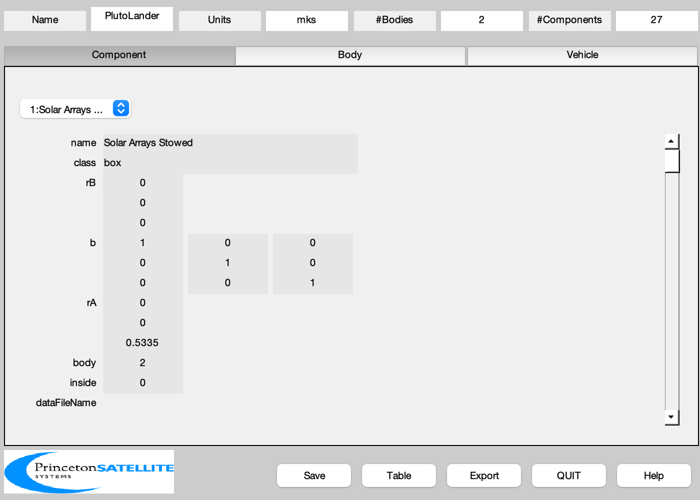 Name PlutoLander Units mks #Bodies 2 #Components 27
Component Body Vehicle
1:Solar Arrays ...
name Solar Arrays Stowed
class box
rB 0
0
0
b 1 0 0
0 1 0
0 0 1
rA 0
0
0.5335
body 2
inside 0
dataFileName
PrincetonSATELLITE
SYSTEMS
Save Table Export QUIT Help